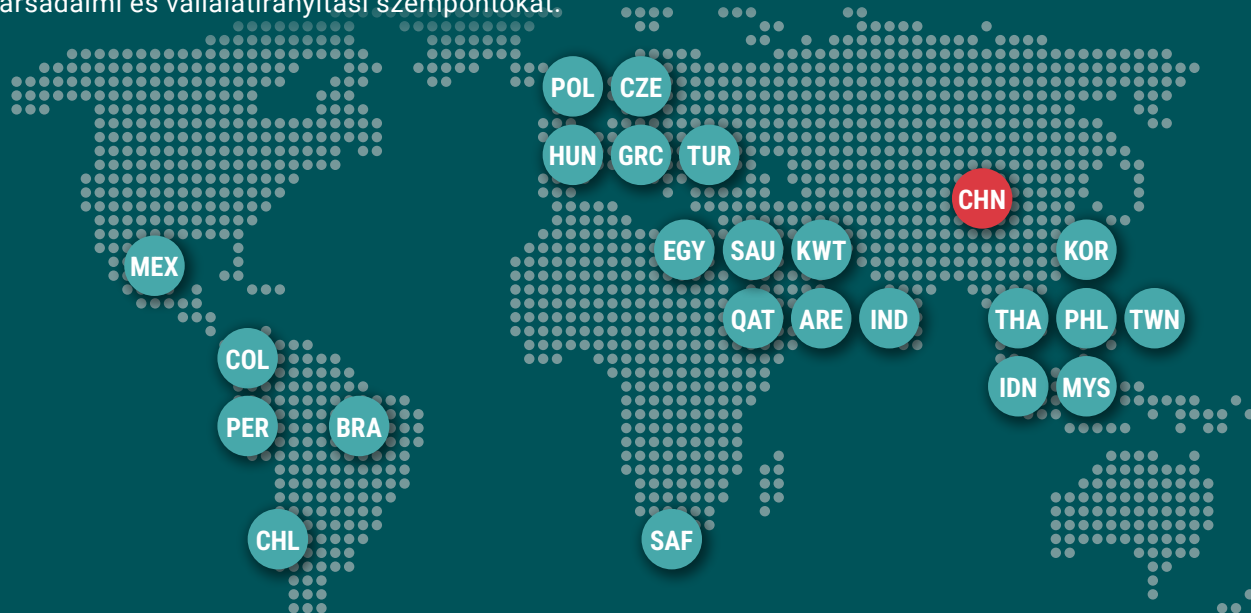 ársadalmi és vállalatirányítási szempontokat.
POL CZE
HUN GRC TUR
CHN
EGY SAU KWT
KOR
MEX
QAT ARE IND
THA PHL TWN
COL
IDN MYS
PER BRA
CHL
SAF